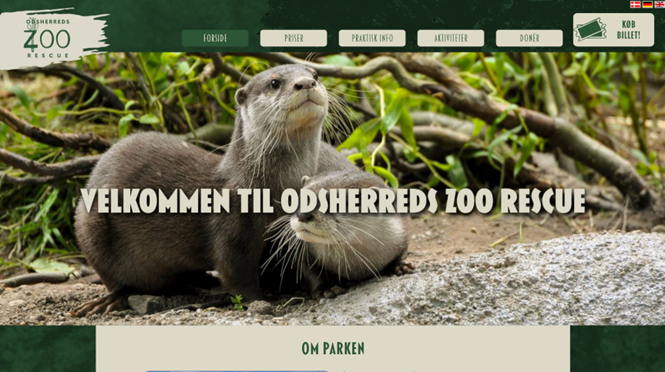 ODSHERREDS
ZOO
RESCUE
FORSIDE
PRISER
PRAKTISK INFO
AKTIVITETER
DONÉR
KØB
BILLET!
VELKOMMEN TIL ODSHERREDS ZOO RESCUE
OM PARKEN